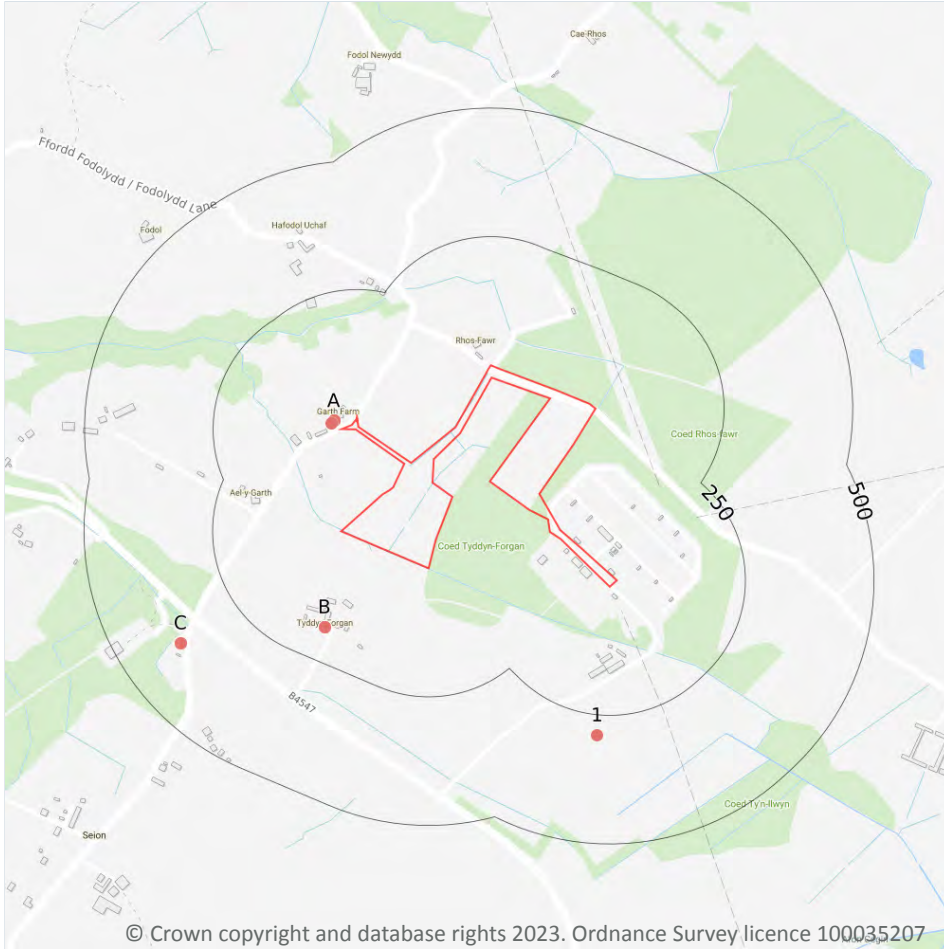 Cae Rhos
Fodol Newydd
Ffordd Fodolydd / Fodolydd Lane
Fodol
Hafodol Uchaf
Rhos-Fawr
A
Garth Farm
Coed Rhos-fawr
Ael-y-Garth
250
500
Coed Tyddyn-Forgan
B
Tyddyn-Forgan
C
B4547
1
Coed Ty'n-llwyn
Seion
© Crown copyright and database rights 2023. Ordnance Survey licence 100035207